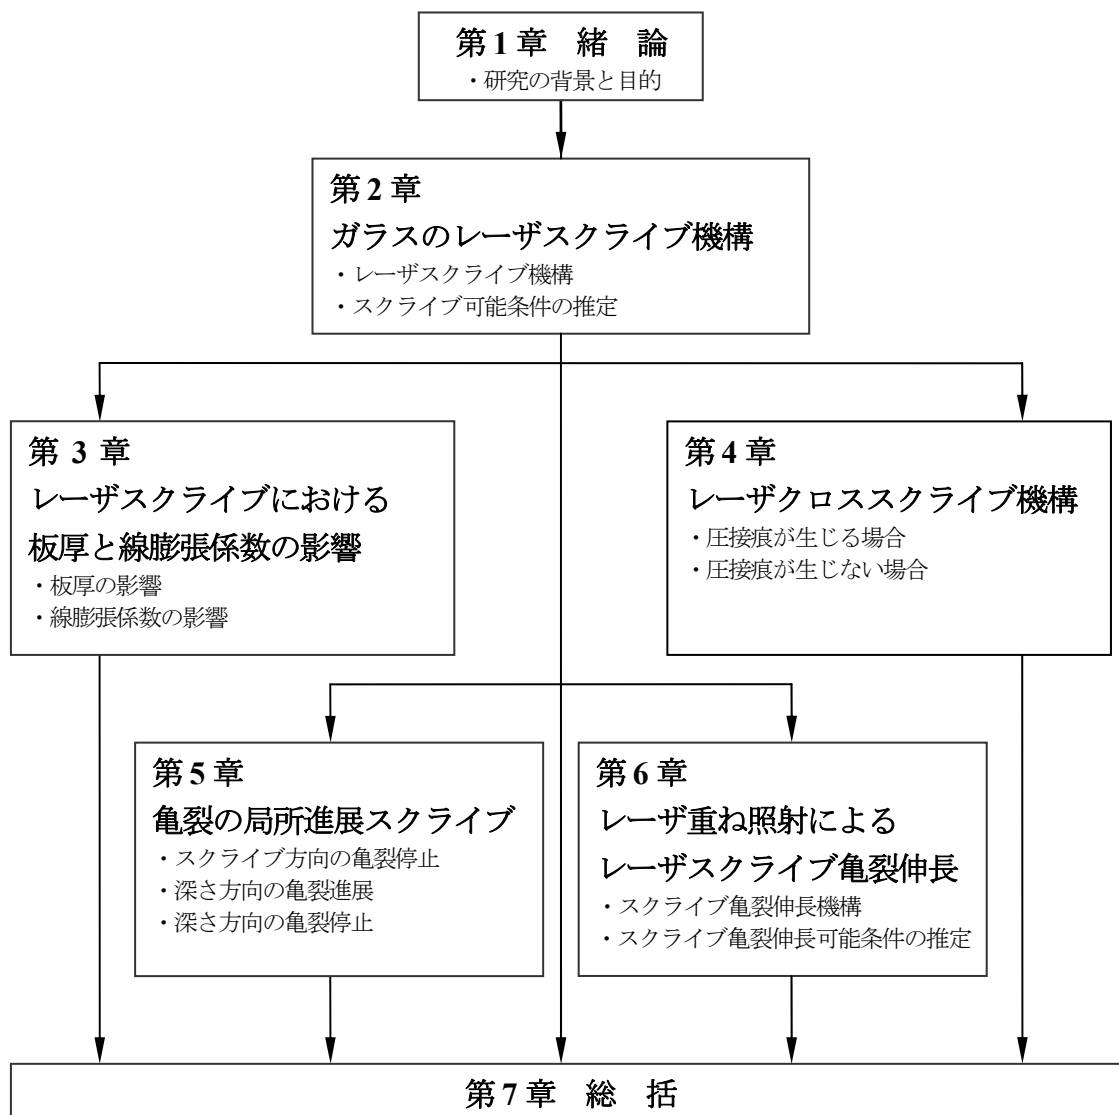 第1章 緒 論
・研究の背景と目的
第2章
ガラスのレーザスクライブ機構
・レーザスクライブ機構
・スクライブ可能条件の推定
第 3 章
レーザスクライブにおける
板厚と線膨張係数の影響
・板厚の影響
・線膨張係数の影響
第4章
レーザクロススクライブ機構
・圧接痕が生じる場合
・圧接痕が生じない場合
第5章
亀裂の局所進展スクライブ
・スクライブ方向の亀裂停止
・深さ方向の亀裂進展
・深さ方向の亀裂停止
第6章
レーザ重ね照射による
レーザスクライブ亀裂伸長
・スクライブ亀裂伸長機構
・スクライブ亀裂伸長可能条件の推定
第7章 総 括